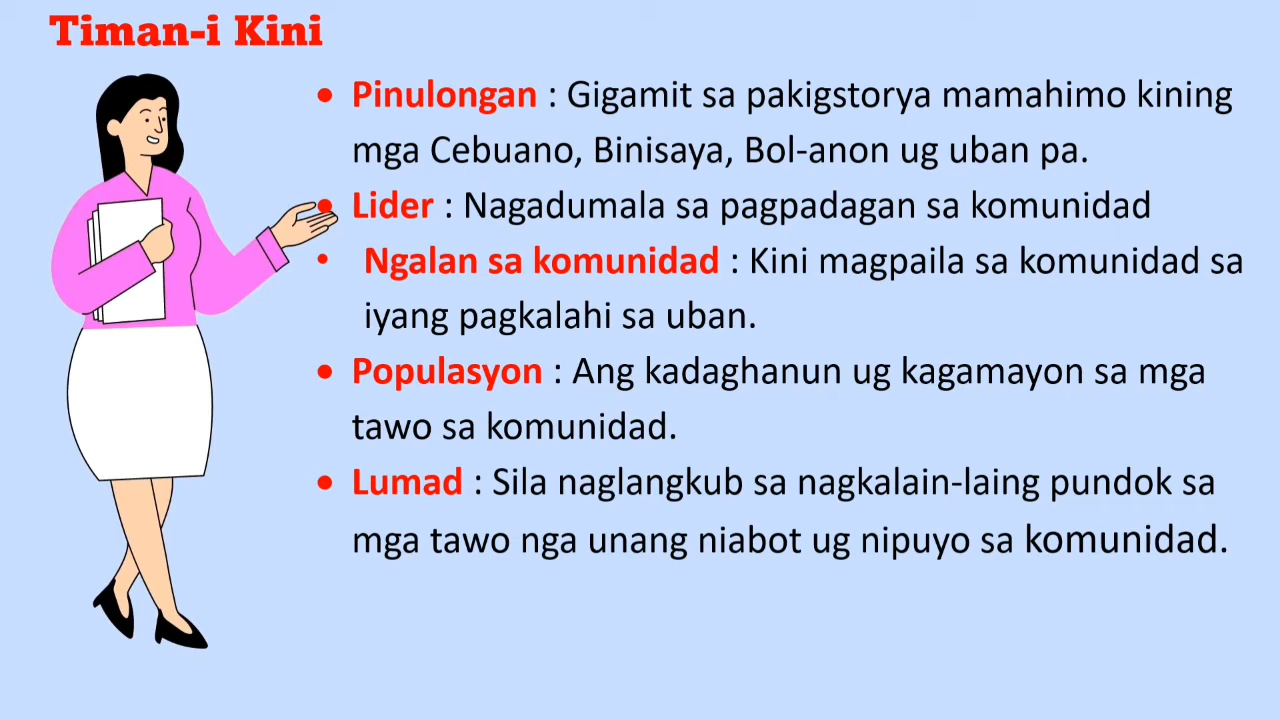 Timan-i Kini
• Pinulongan : Gigamit sa pakigstorya mamahimo kining
mga Cebuano, Binisaya, Bol-anon ug uban pa.
• Lider : Nagadumala sa pagpadagan sa komunidad
• Ngalan sa komunidad : Kini magpaila sa komunidad sa
iyang pagkalahi sa uban.
• Populasyon : Ang kadaghanun ug kagamayon sa mga
tawo sa komunidad.
• Lumad : Sila naglangkub sa nagkalain-laing pundok sa
mga tawo nga unang niabot ug nipuyo sa komunidad.